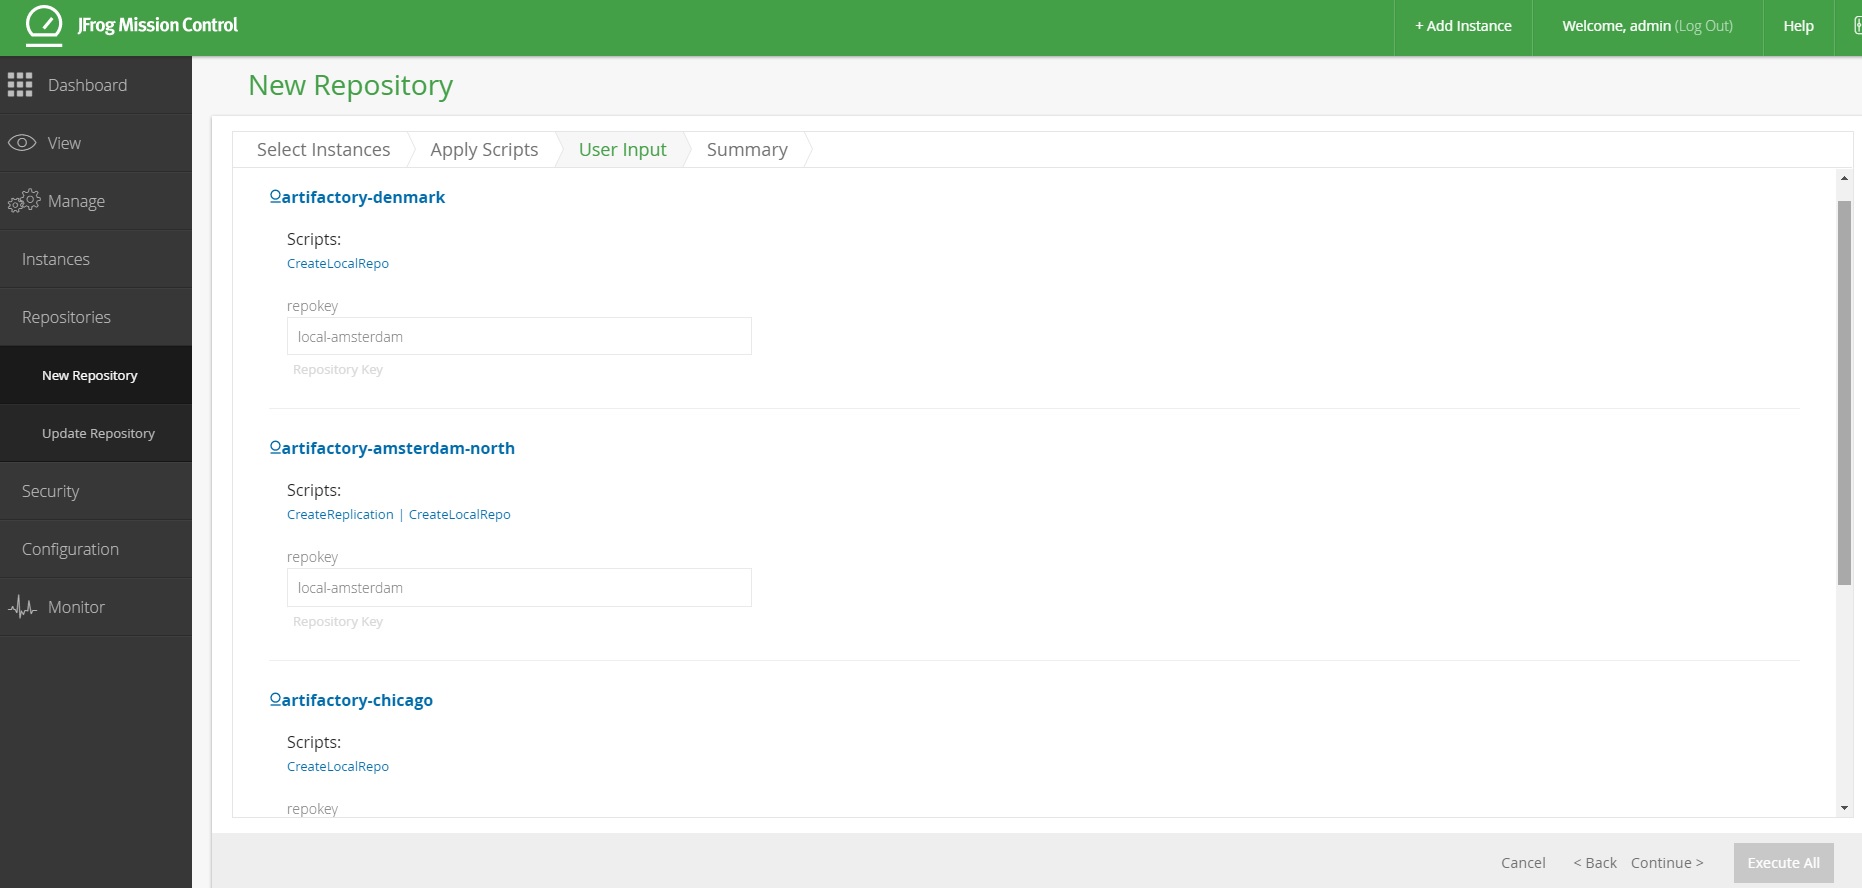 JFrog Mission Control
+ Add Instance
Welcome, admin (Log Out)
Help
Dashboard
View
Manage
Instances
Repositories
New Repository
Update Repository
Security
Configuration
Monitor
New Repository
Select Instances
Apply Scripts
User Input
Summary
artifactory-denmark
Scripts:
CreateLocalRepo
repokey
local-amsterdam
Repository Key
artifactory-amsterdam-north
Scripts:
CreateReplication | CreateLocalRepo
repokey
local-amsterdam
Repository Key
artifactory-chicago
Scripts:
CreateLocalRepo
repokey
Cancel
< Back
Continue >
Execute All